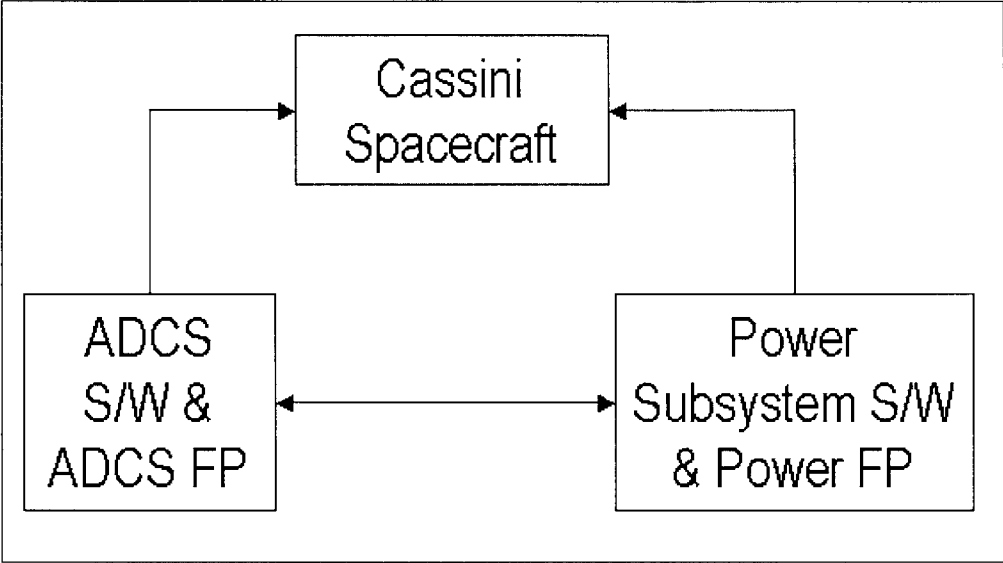 Cassini
Spacecraft
ADCS
S/W &
ADCS FP
Power
Subsystem S/W
& Power FP